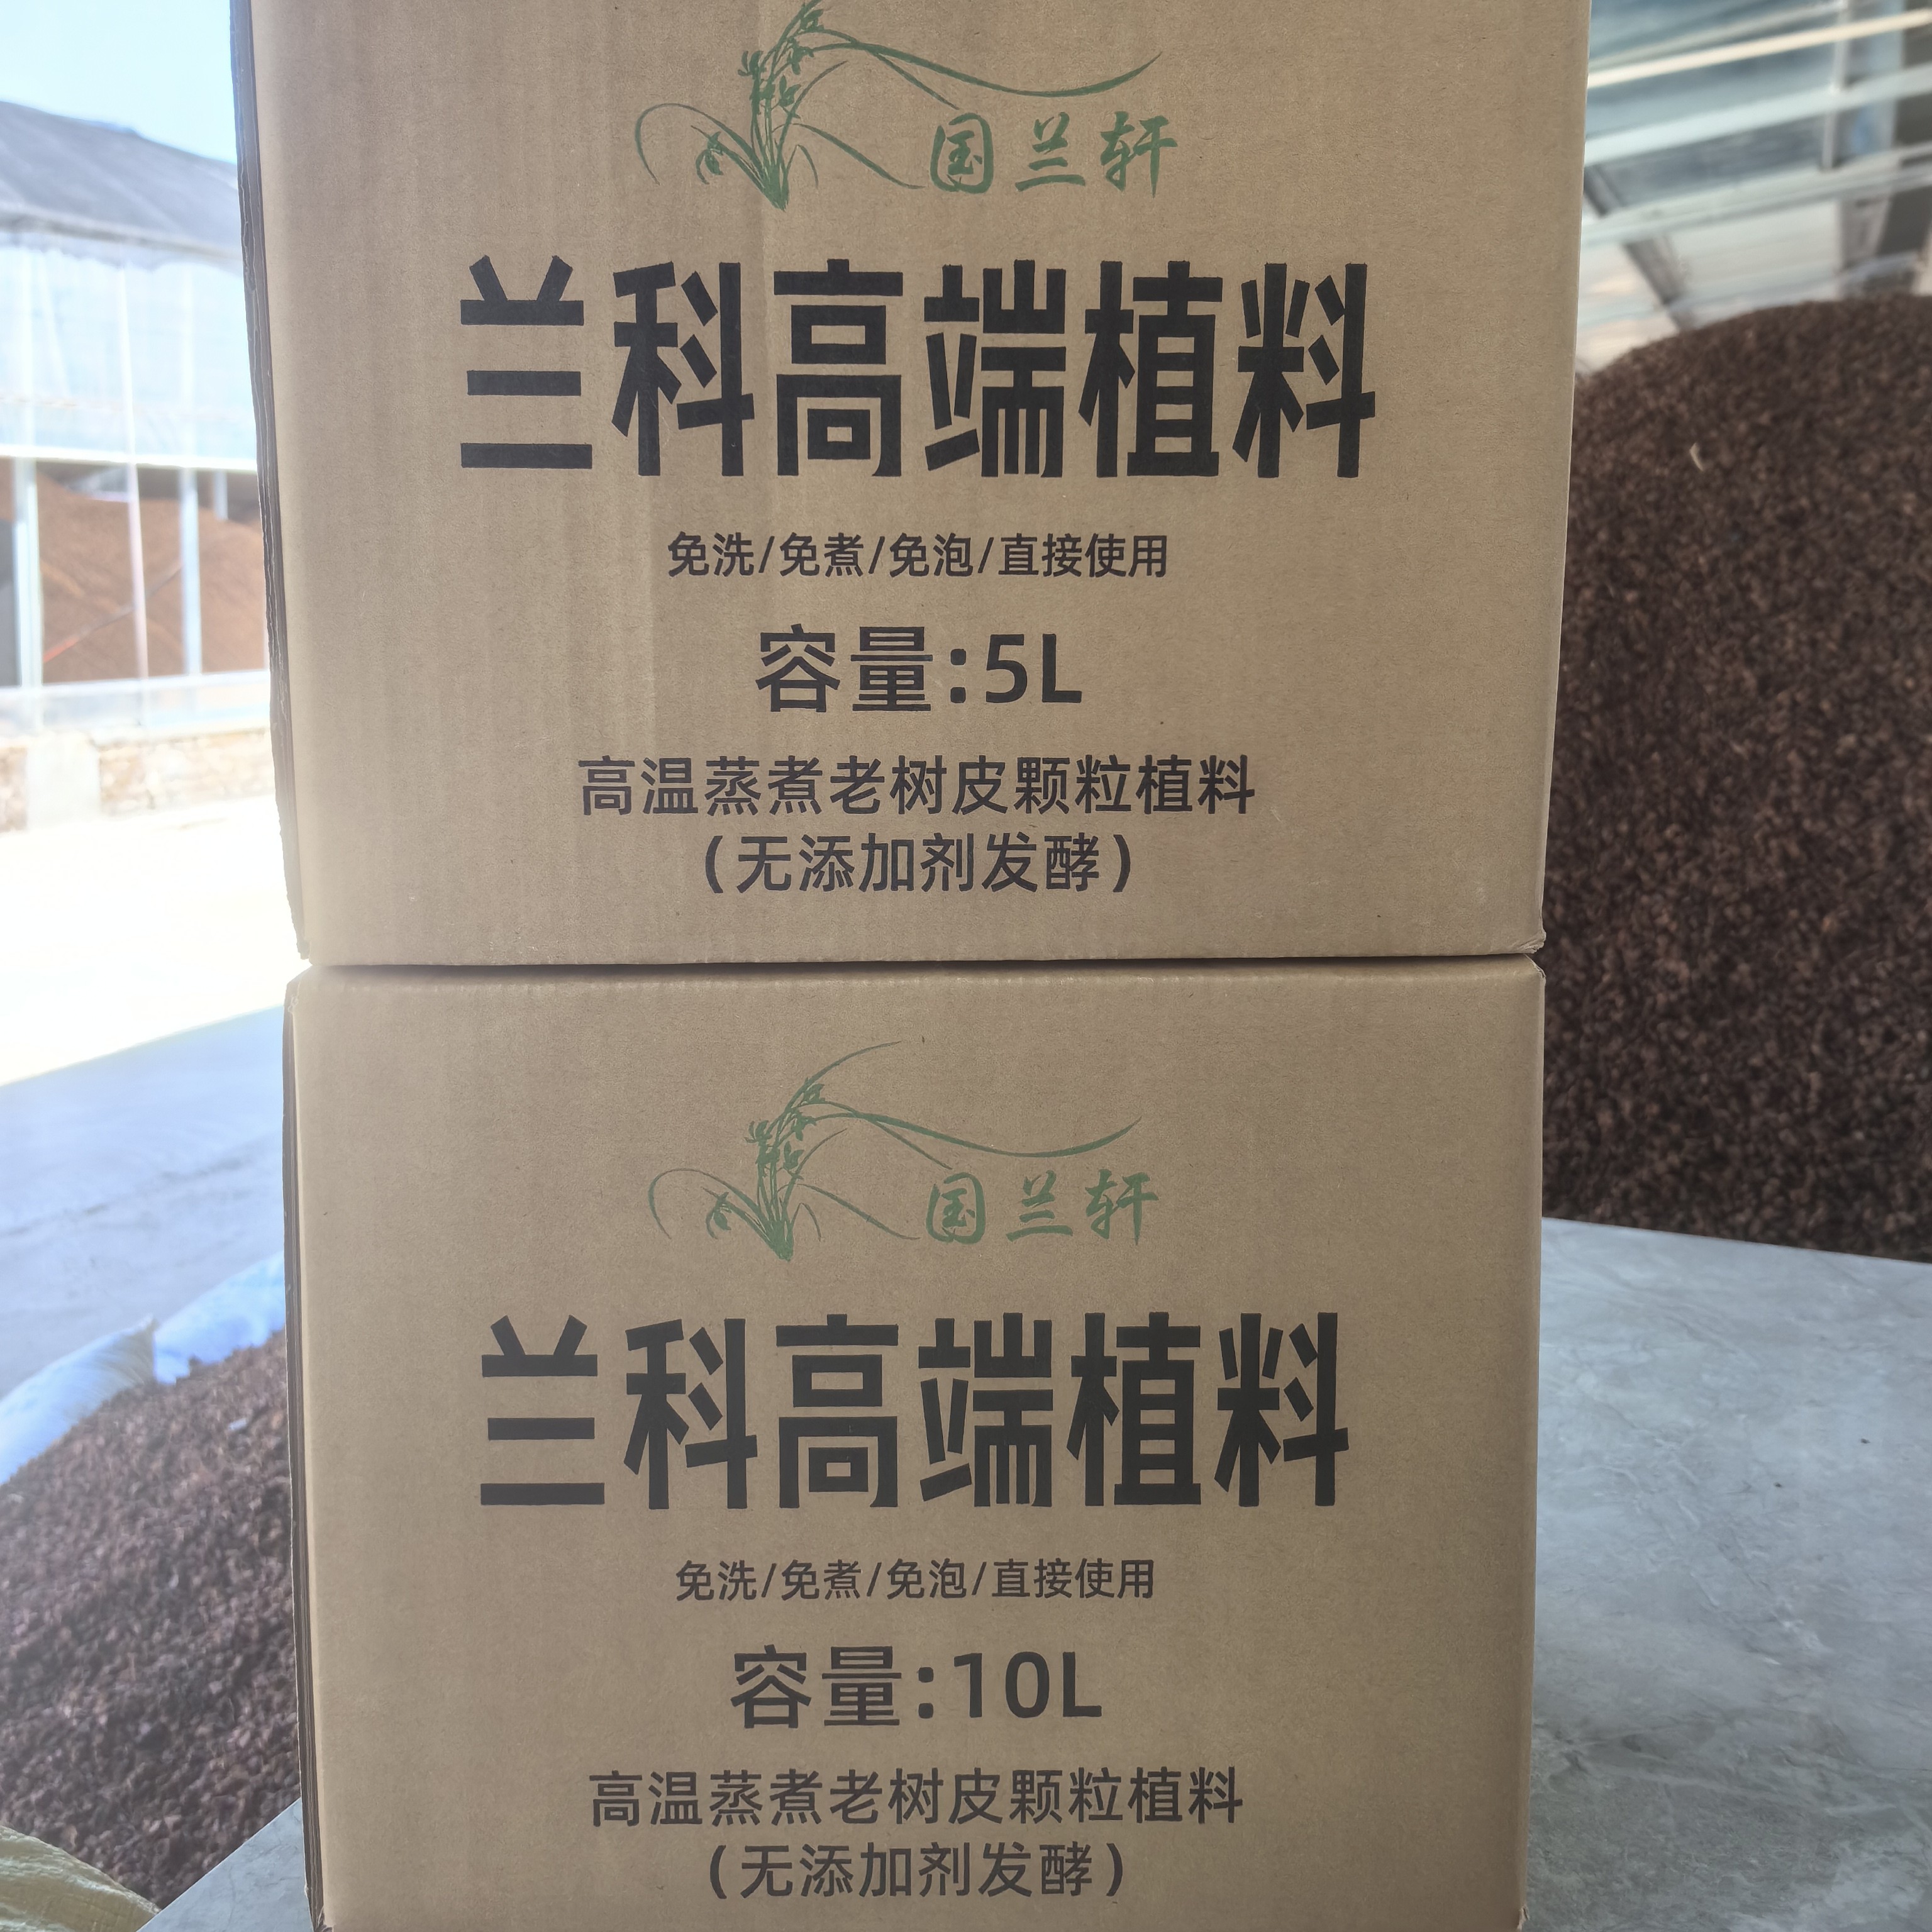 国兰轩
兰科高端植料
免洗/免煮/免泡/直接使用
容量:5L
高温蒸煮老树皮颗粒植料
(无添加剂发酵)
国兰轩
兰科高端植料
免洗/免煮/免泡/直接使用
容量:10L
高温蒸煮老树皮颗粒植料
(无添加剂发酵)